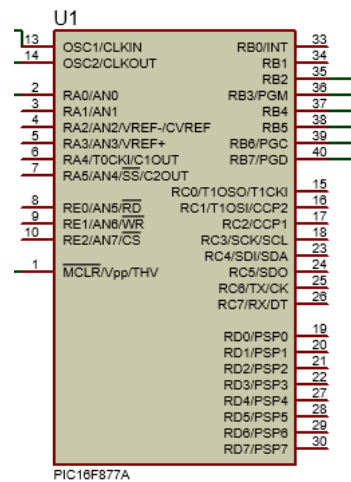 U1
13 OSC1/CLKIN RB0/INT 33
14 OSC2/CLKOUT RB1 34
RB2 35
2 RA0/AN0 RB3/PGM 36
3 RA1/AN1 RB4 37
4 RA2/AN2/VREF-/CVREF RB5 38
5 RA3/AN3/VREF+ RB6/PGC 39
6 RA4/T0CKI/C1OUT RB7/PGD 40
7 RA5/AN4/SS/C2OUT
RC0/T1OSO/T1CKI 15
8 RE0/AN5/RD RC1/T1OSI/CCP2 16
9 RE1/AN6/WR RC2/CCP1 17
10 RE2/AN7/CS RC3/SCK/SCL 18
RC4/SDI/SDA 23
1 MCLR/Vpp/THV RC5/SDO 24
RC6/TX/CK 25
RC7/RX/DT 26
RD0/PSP0 19
RD1/PSP1 20
RD2/PSP2 21
RD3/PSP3 22
RD4/PSP4 27
RD5/PSP5 28
RD6/PSP6 29
RD7/PSP7 30
PIC16F877A